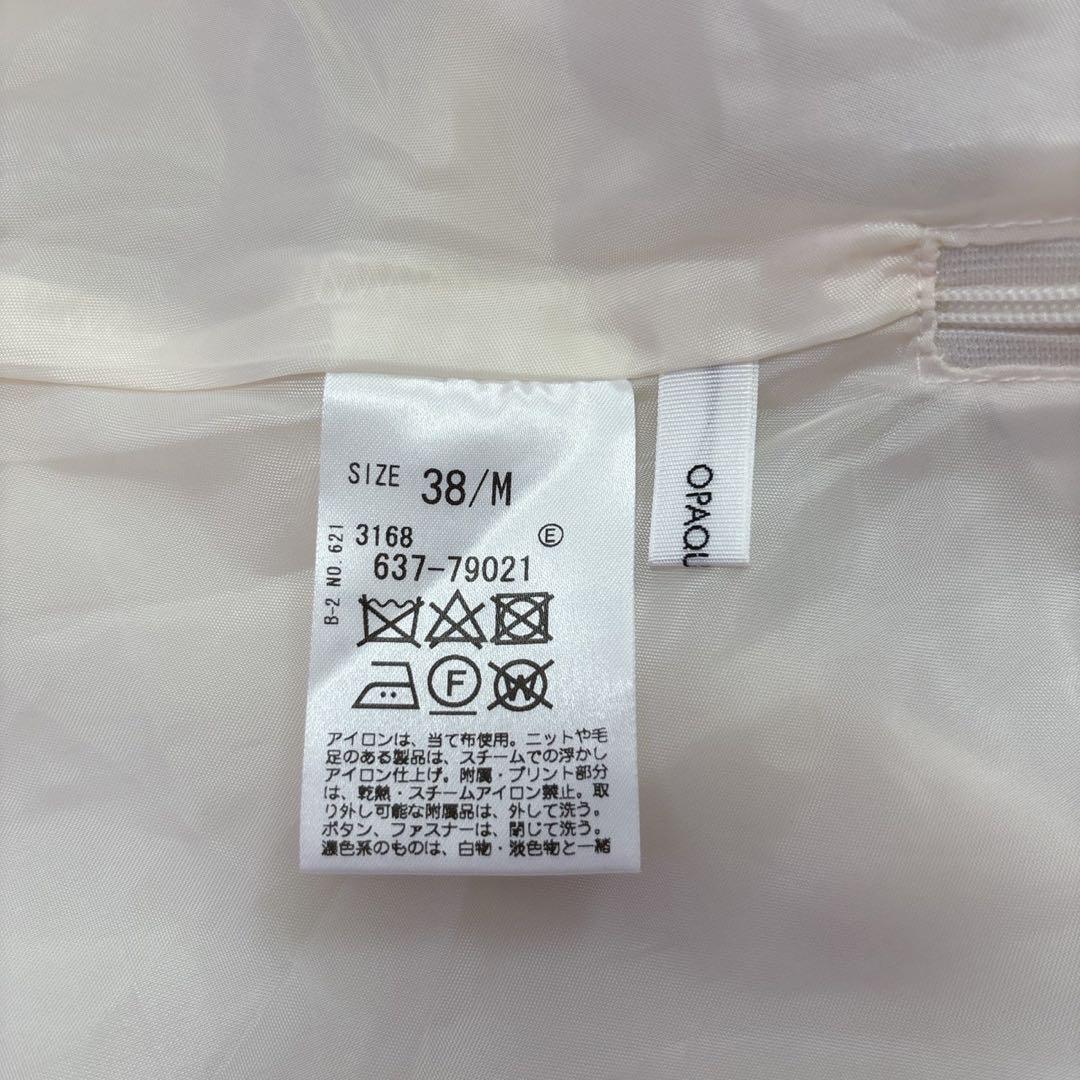 SIZE 38/M
B-2 NO.621
3168 Ⓔ
637-79021
F
W
アイロンは、当て布使用。ニットや毛
足のある製品は、スチームでの浮かし
アイロン仕上げ。附属・プリント部分
は、乾熱・スチームアイロン禁止。取
り外し可能な附属品は、外して洗う。
ボタン、ファスナーは、閉じて洗う。
濃色系のものは、白物・淡色物と一緒
OPAQU